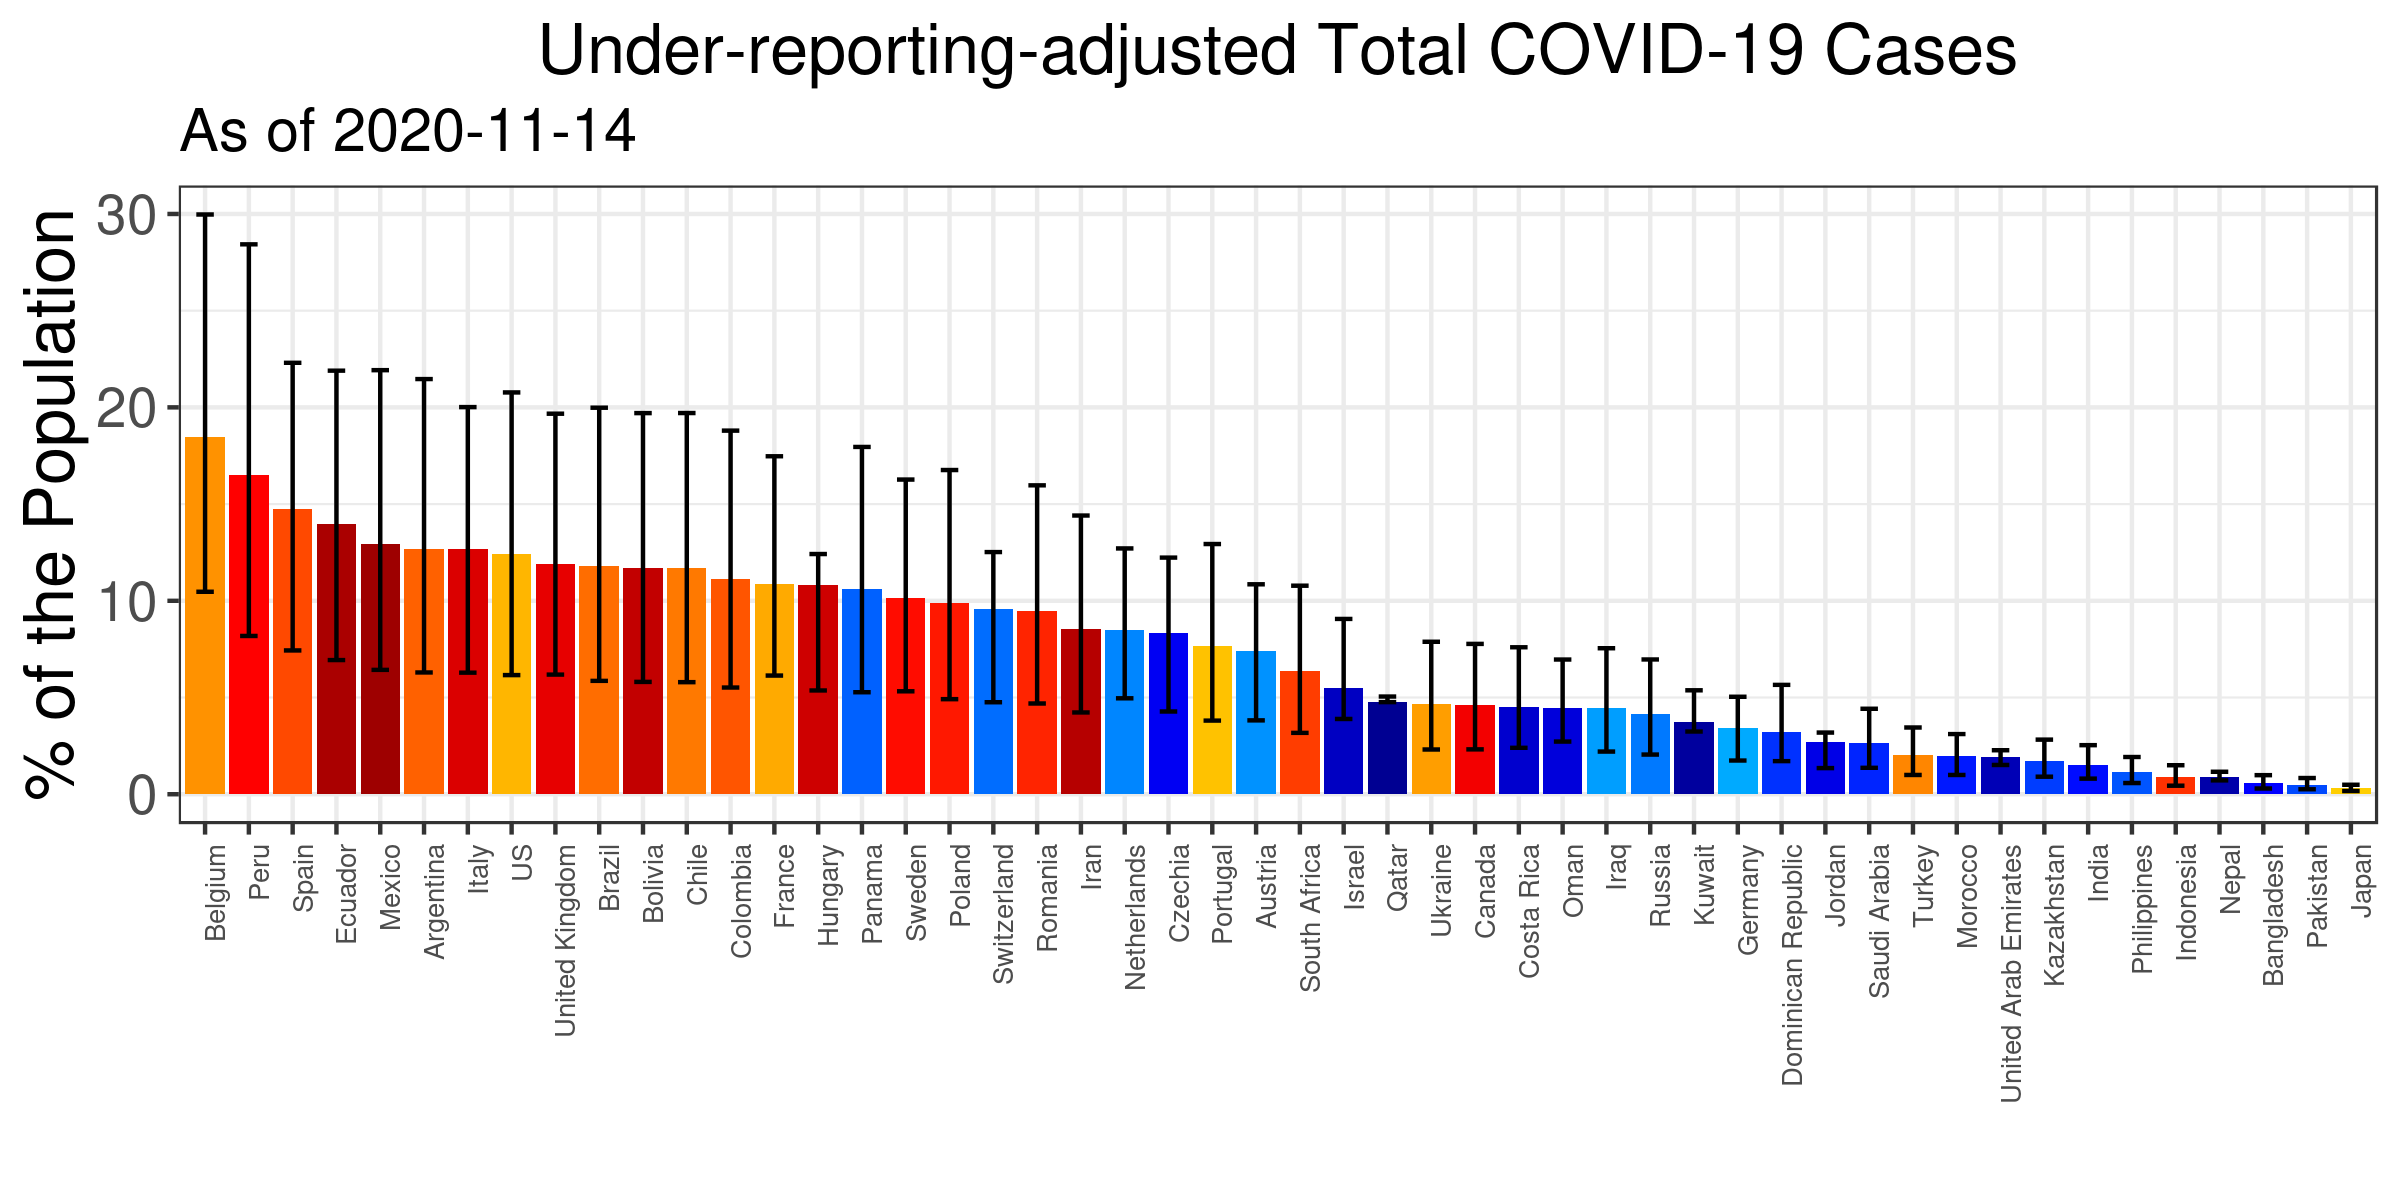 Under-reporting-adjusted Total COVID-19 Cases
As of 2020-11-14
% of the Population
30
20
10
0
Belgium
Peru
Spain
Ecuador
Mexico
Argentina
Italy
US
United Kingdom
Brazil
Bolivia
Chile
Colombia
France
Hungary
Panama
Sweden
Poland
Switzerland
Romania
Iran
Netherlands
Czechia
Portugal
Austria
South Africa
Israel
Qatar
Ukraine
Canada
Costa Rica
Oman
Iraq
Russia
Kuwait
Germany
Dominican Republic
Jordan
Saudi Arabia
Turkey
Morocco
United Arab Emirates
Kazakhstan
India
Philippines
Indonesia
Nepal
Bangladesh
Pakistan
Japan